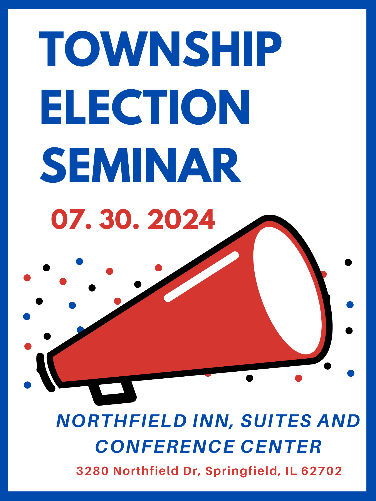 TOWNSHIP
ELECTION
SEMINAR
07. 30. 2024
NORTHFIELD INN, SUITES AND
CONFERENCE CENTER
3280 Northfield Dr, Springfield, IL 62702